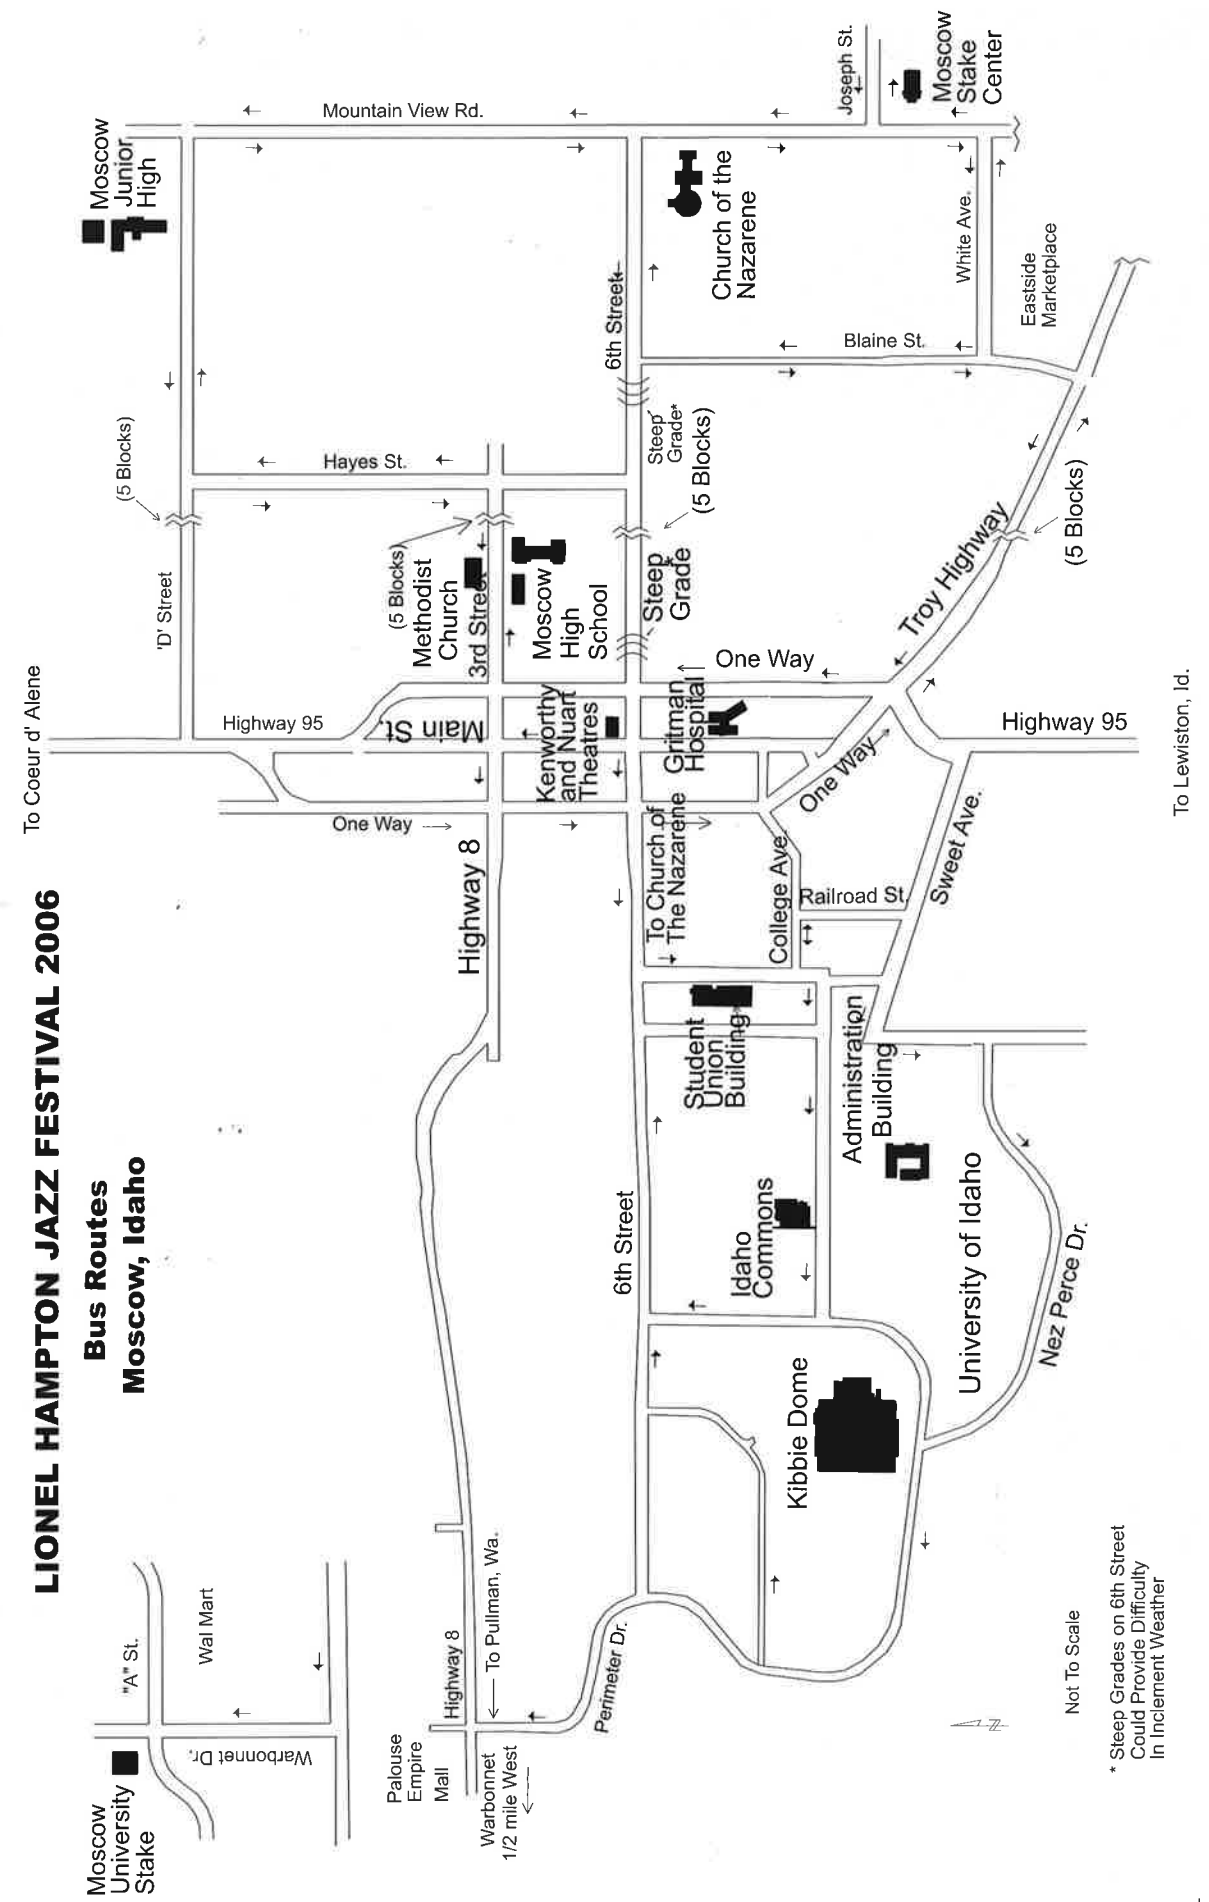 LIONEL HAMPTON JAZZ FESTIVAL 2006
Bus Routes
Moscow, Idaho
To Coeur d' Alene
Moscow
University
Stake
"A" St.
Wal Mart
Warbonnet Dr.
Palouse
Empire
Mall
Highway 8
To Pullman, Wa.
Warbonnet
1/2 mile West
Perimeter Dr.
Highway 8
One Way
Highway 95
'D' Street
(5 Blocks)
Moscow
Junior
High
Mountain View Rd.
Hayes St.
(5 Blocks)
Methodist
Church
3rd Street
Main St.
Moscow
High
School
Kenworthy
and Nuart
Theatres
6th Street
6th Street
Steep
Grade*
(5 Blocks)
Steep*
Grade
One Way
Gritman
Hospital
To Church of
The Nazarene
Church of the
Nazarene
Joseph St.
Moscow
Stake
Center
White Ave.
Blaine St.
Eastside
Marketplace
Troy Highway
(5 Blocks)
One Way
Highway 95
To Lewiston, Id.
College Ave.
Railroad St.
Sweet Ave.
Student
Union
Building
Administration
Building
Idaho
Commons
University of Idaho
Kibbie Dome
Nez Perce Dr.
N
Not To Scale
* Steep Grades on 6th Street
Could Provide Difficulty
In Inclement Weather